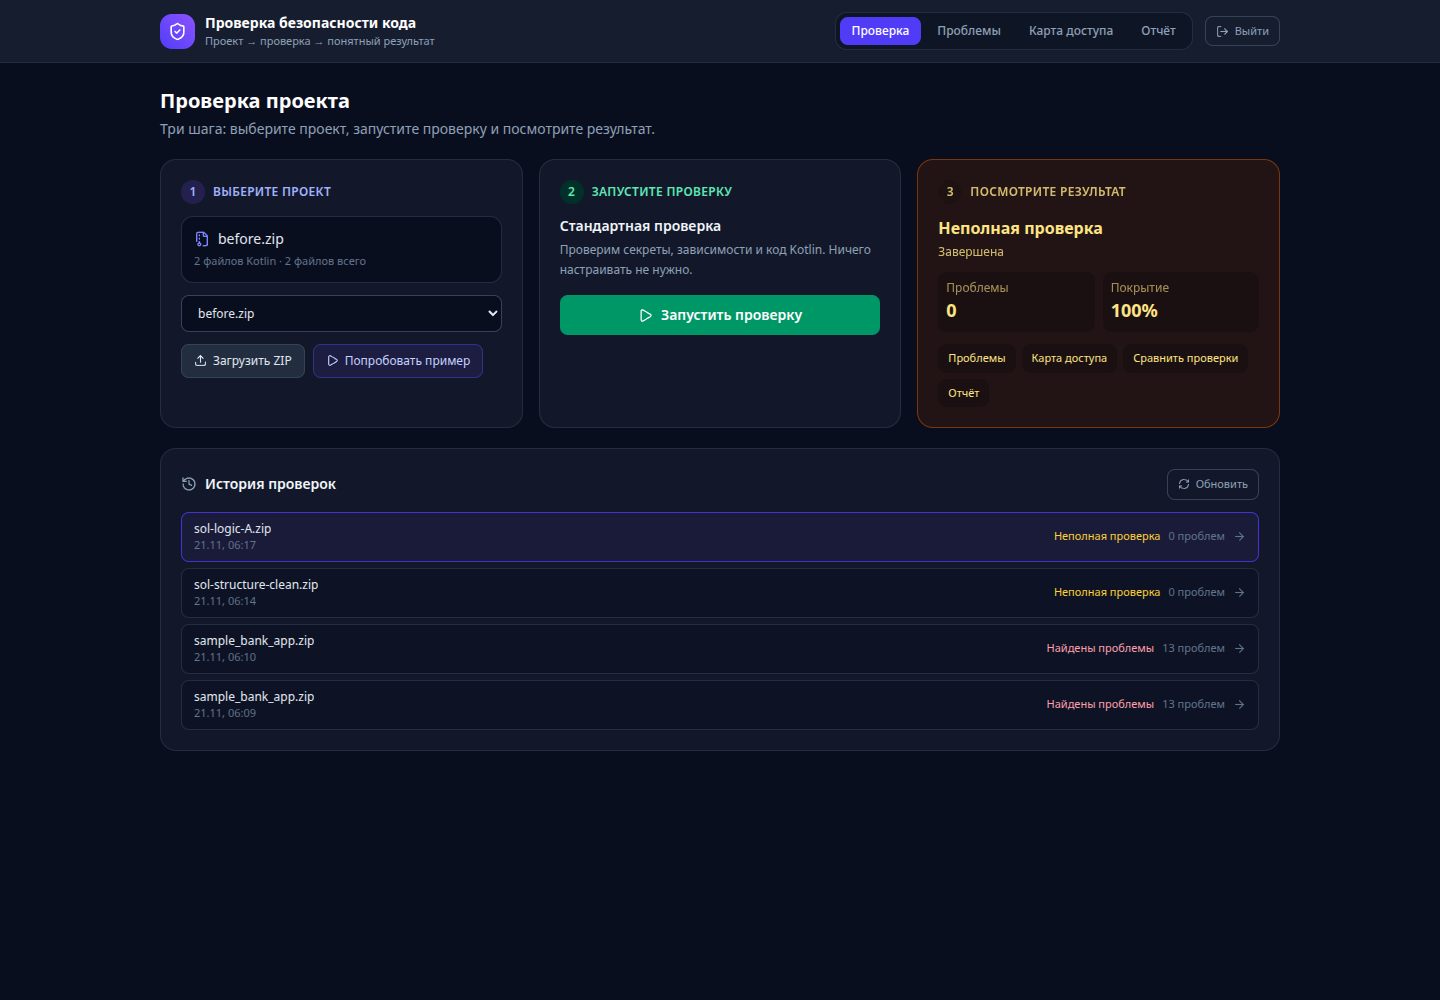 Проверка безопасности кода
Проект → проверка → понятный результат
Проверка
Проблемы
Карта доступа
Отчёт
Выйти
Проверка проекта
Три шага: выберите проект, запустите проверку и посмотрите результат.
1 ВЫБЕРИТЕ ПРОЕКТ
before.zip
2 файлов Kotlin · 2 файлов всего
before.zip
Загрузить ZIP
Попробовать пример
2 ЗАПУСТИТЕ ПРОВЕРКУ
Стандартная проверка
Проверим секреты, зависимости и код Kotlin. Ничего
настраивать не нужно.
Запустить проверку
3 ПОСМОТРИТЕ РЕЗУЛЬТАТ
Неполная проверка
Завершена
Проблемы
0
Покрытие
100%
Проблемы
Карта доступа
Сравнить проверки
Отчёт
История проверок
Обновить
sol-logic-A.zip
21.11, 06:17
Неполная проверка 0 проблем →
sol-structure-clean.zip
21.11, 06:14
Неполная проверка 0 проблем →
sample_bank_app.zip
21.11, 06:10
Найдены проблемы 13 проблем →
sample_bank_app.zip
21.11, 06:09
Найдены проблемы 13 проблем →